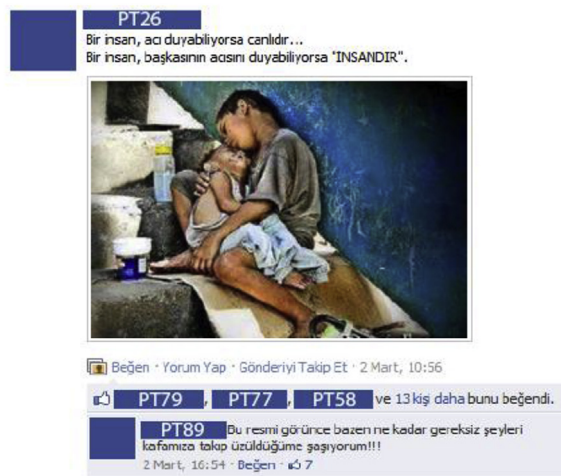 PT26
Bir insan, acı duyabiliyorsa canlıdır...
Bir insan, başkasının acısını duyabiliyorsa "İNSANDIR".
Beğen · Yorum Yap · Gönderiyi Takip Et · 2 Mart, 10:56
PT79 , PT77 , PT58 ve 13 kişi daha bunu beğendi.
PT89 Bu resmi görünce bazen ne kadar gereksiz şeyleri
kafamıza takıp üzüldüğüme şaşıyorum!!!
2 Mart, 16:54 · Beğen · 7